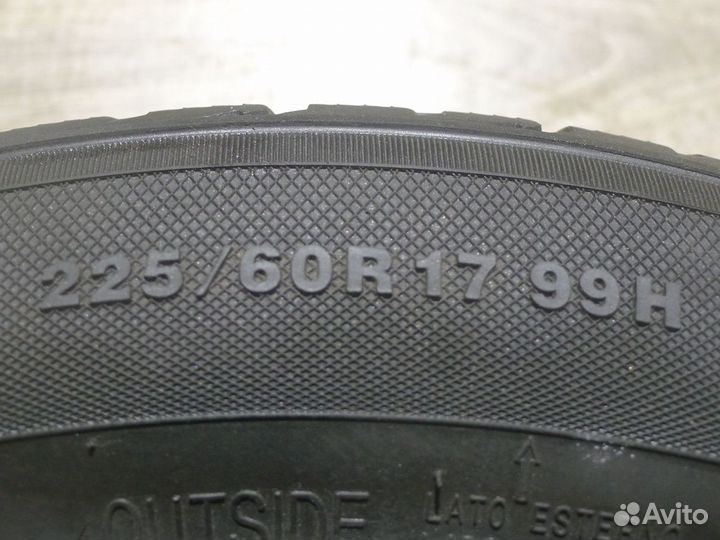 225/60R17 99H
OUTSIDE LATO ESTERNO
Avito